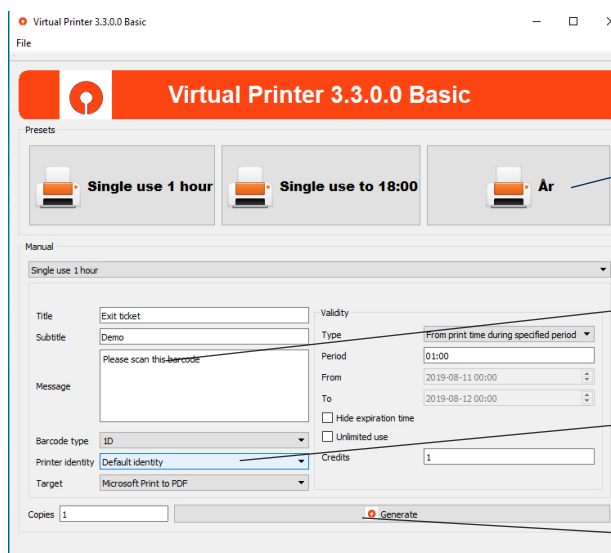 Virtual Printer 3.3.0.0 Basic
File
Virtual Printer 3.3.0.0 Basic
Presets
Single use 1 hour
Single use to 18:00
År
Manual
Single use 1 hour
Title
Exit ticket
Subtitle
Demo
Message
Please scan this barcode
Barcode type
1D
Printer identity
Default identity
Target
Microsoft Print to PDF
Validity
Type
From print time during specified period
Period
01:00
From
2019-08-11 00:00
To
2019-08-12 00:00
Hide expiration time
Unlimited use
Credits
1
Copies
1
Generate